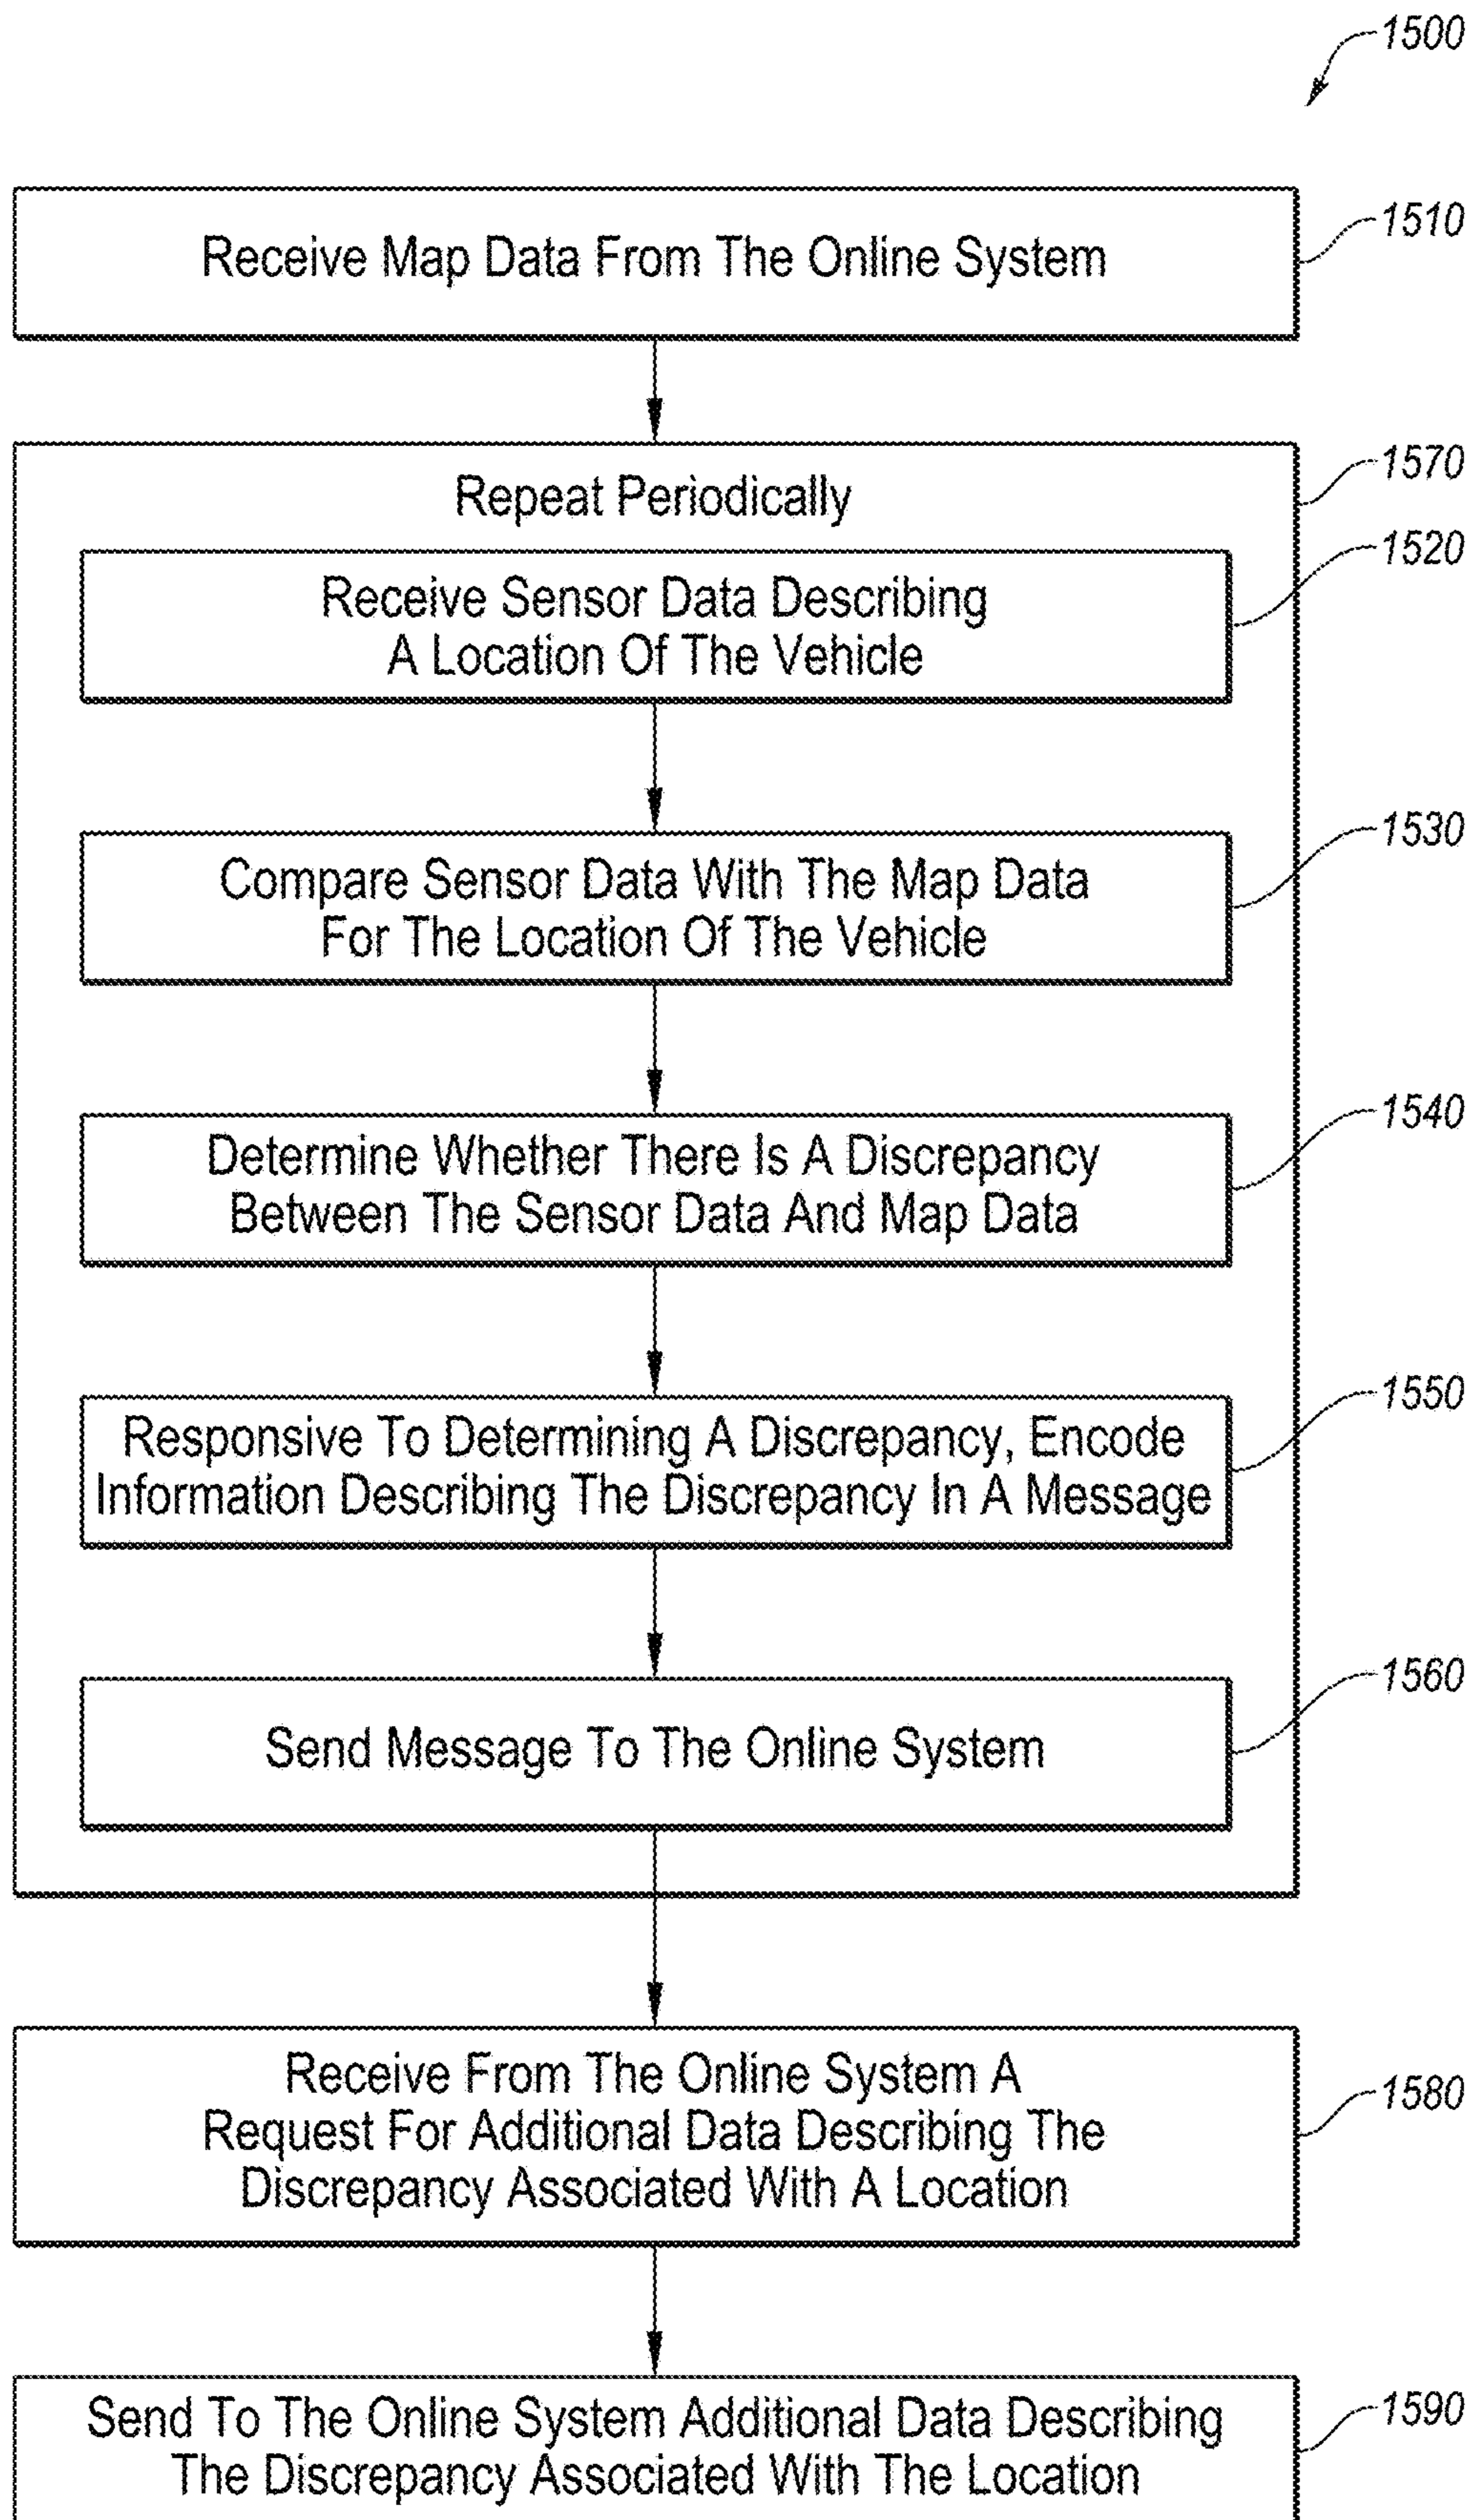 1500
Receive Map Data From The Online System
1510
Repeat Periodically
1570
Receive Sensor Data Describing
A Location Of The Vehicle
1520
Compare Sensor Data With The Map Data
For The Location Of The Vehicle
1530
Determine Whether There Is A Discrepancy
Between The Sensor Data And Map Data
1540
Responsive To Determining A Discrepancy, Encode
Information Describing The Discrepancy In A Message
1550
Send Message To The Online System
1560
Receive From The Online System A
Request For Additional Data Describing The
Discrepancy Associated With A Location
1580
Send To The Online System Additional Data Describing
The Discrepancy Associated With The Location
1590